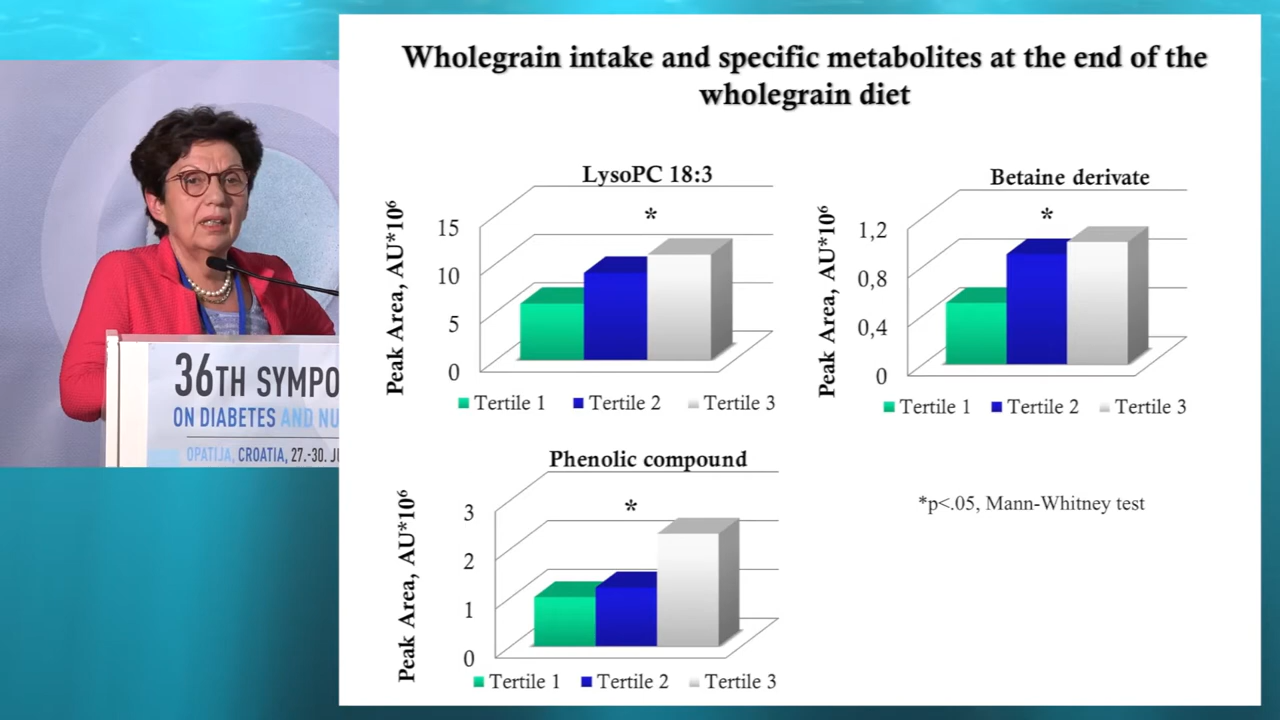 Wholegrain intake and specific metabolites at the end of the
wholegrain diet
LysoPC 18:3
*
Peak Area, AU*10⁶
15
10
5
0
Tertile 1 Tertile 2 Tertile 3
Betaine derivate
*
Peak Area, AU*10⁶
1,2
0,8
0,4
0
Tertile 1 Tertile 2 Tertile 3
Phenolic compound
*
Peak Area, AU*10⁶
3
2
1
0
Tertile 1 Tertile 2 Tertile 3
*p<.05, Mann-Whitney test
36TH SYMPO
ON DIABETES AND NU
OPATIJA, CROATIA, 27.-30. JU